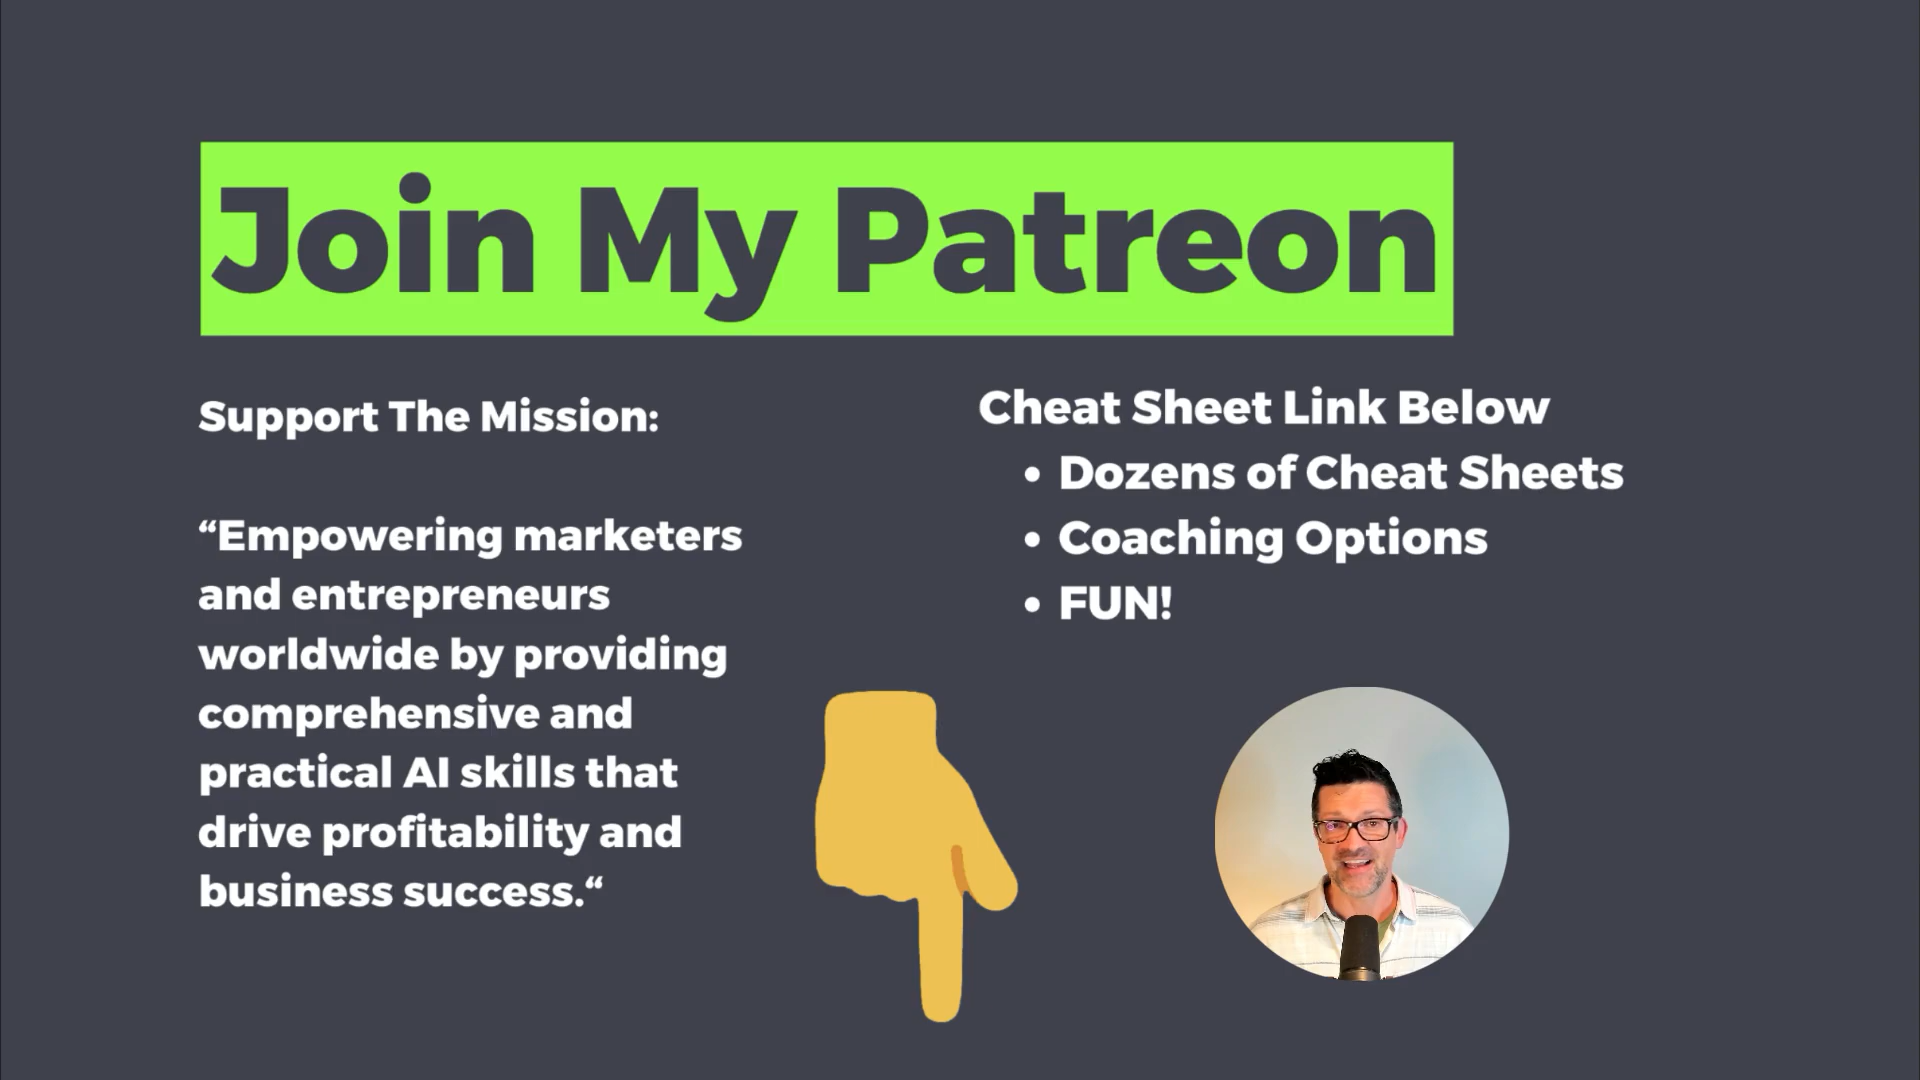 Join My Patreon
Support The Mission:
“Empowering marketers
and entrepreneurs
worldwide by providing
comprehensive and
practical AI skills that
drive profitability and
business success.“
Cheat Sheet Link Below
• Dozens of Cheat Sheets
• Coaching Options
• FUN!